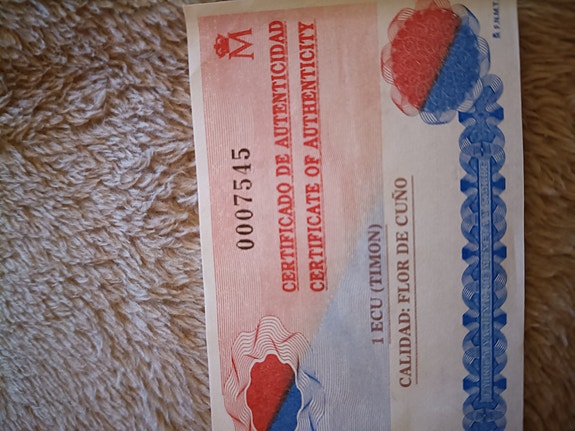 M
0007545
CERTIFICADO DE AUTENTICIDAD
CERTIFICATE OF AUTHENTICITY
1 ECU (TIMON)
CALIDAD: FLOR DE CUÑO
F.N.M.T.